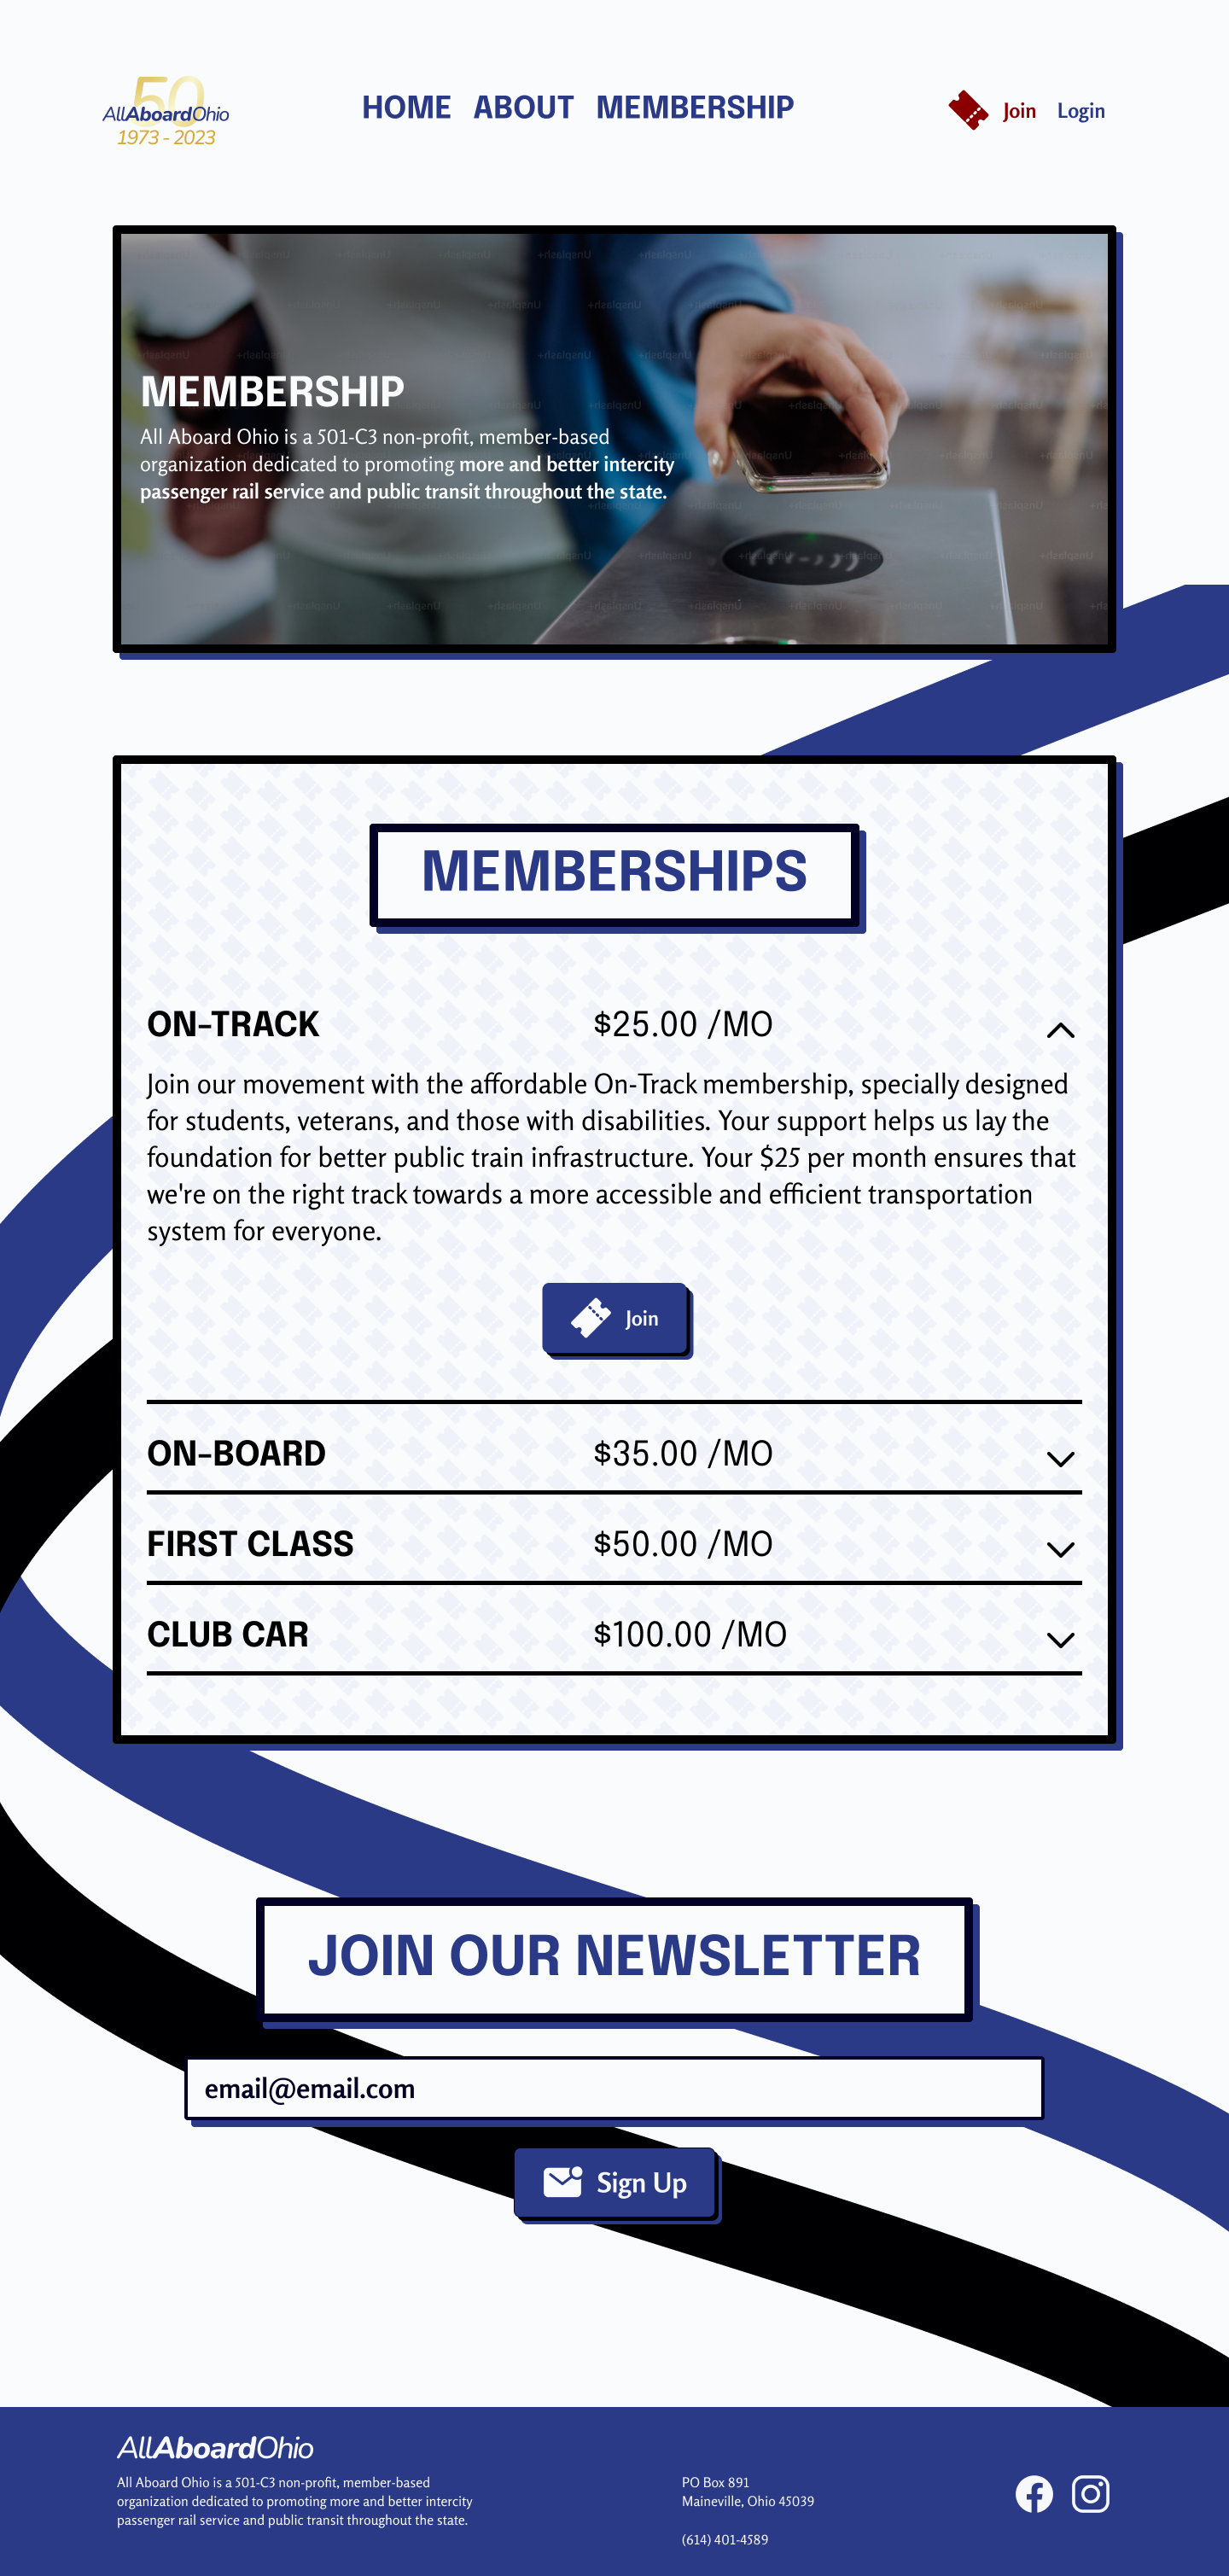 50
AllAboardOhio
1973 - 2023
HOME ABOUT MEMBERSHIP
Join Login
MEMBERSHIP
All Aboard Ohio is a 501-C3 non-profit, member-based
organization dedicated to promoting more and better intercity
passenger rail service and public transit throughout the state.
MEMBERSHIPS
ON-TRACK $25.00 /MO
Join our movement with the affordable On-Track membership, specially designed
for students, veterans, and those with disabilities. Your support helps us lay the
foundation for better public train infrastructure. Your $25 per month ensures that
we're on the right track towards a more accessible and efficient transportation
system for everyone.
Join
ON-BOARD $35.00 /MO
FIRST CLASS $50.00 /MO
CLUB CAR $100.00 /MO
JOIN OUR NEWSLETTER
email@email.com
Sign Up
AllAboardOhio
All Aboard Ohio is a 501-C3 non-profit, member-based
organization dedicated to promoting more and better intercity
passenger rail service and public transit throughout the state.
PO Box 891
Maineville, Ohio 45039
(614) 401-4589